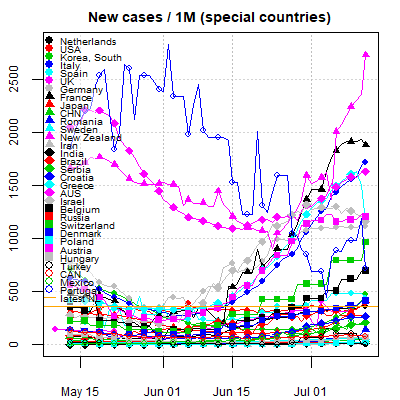 New cases / 1M (special countries)
2500
2000
1500
1000
500
0
Netherlands
USA
Korea, South
Italy
Spain
UK
Germany
France
Japan
CHN
Romania
Sweden
New Zealand
Iran
India
Brazil
Serbia
Croatia
Greece
AUS
Israel
Belgium
Russia
Switzerland
Denmark
Poland
Austria
Hungary
Turkey
CAN
Mexico
Portugal
latest N
May 15
Jun 01
Jun 15
Jul 01